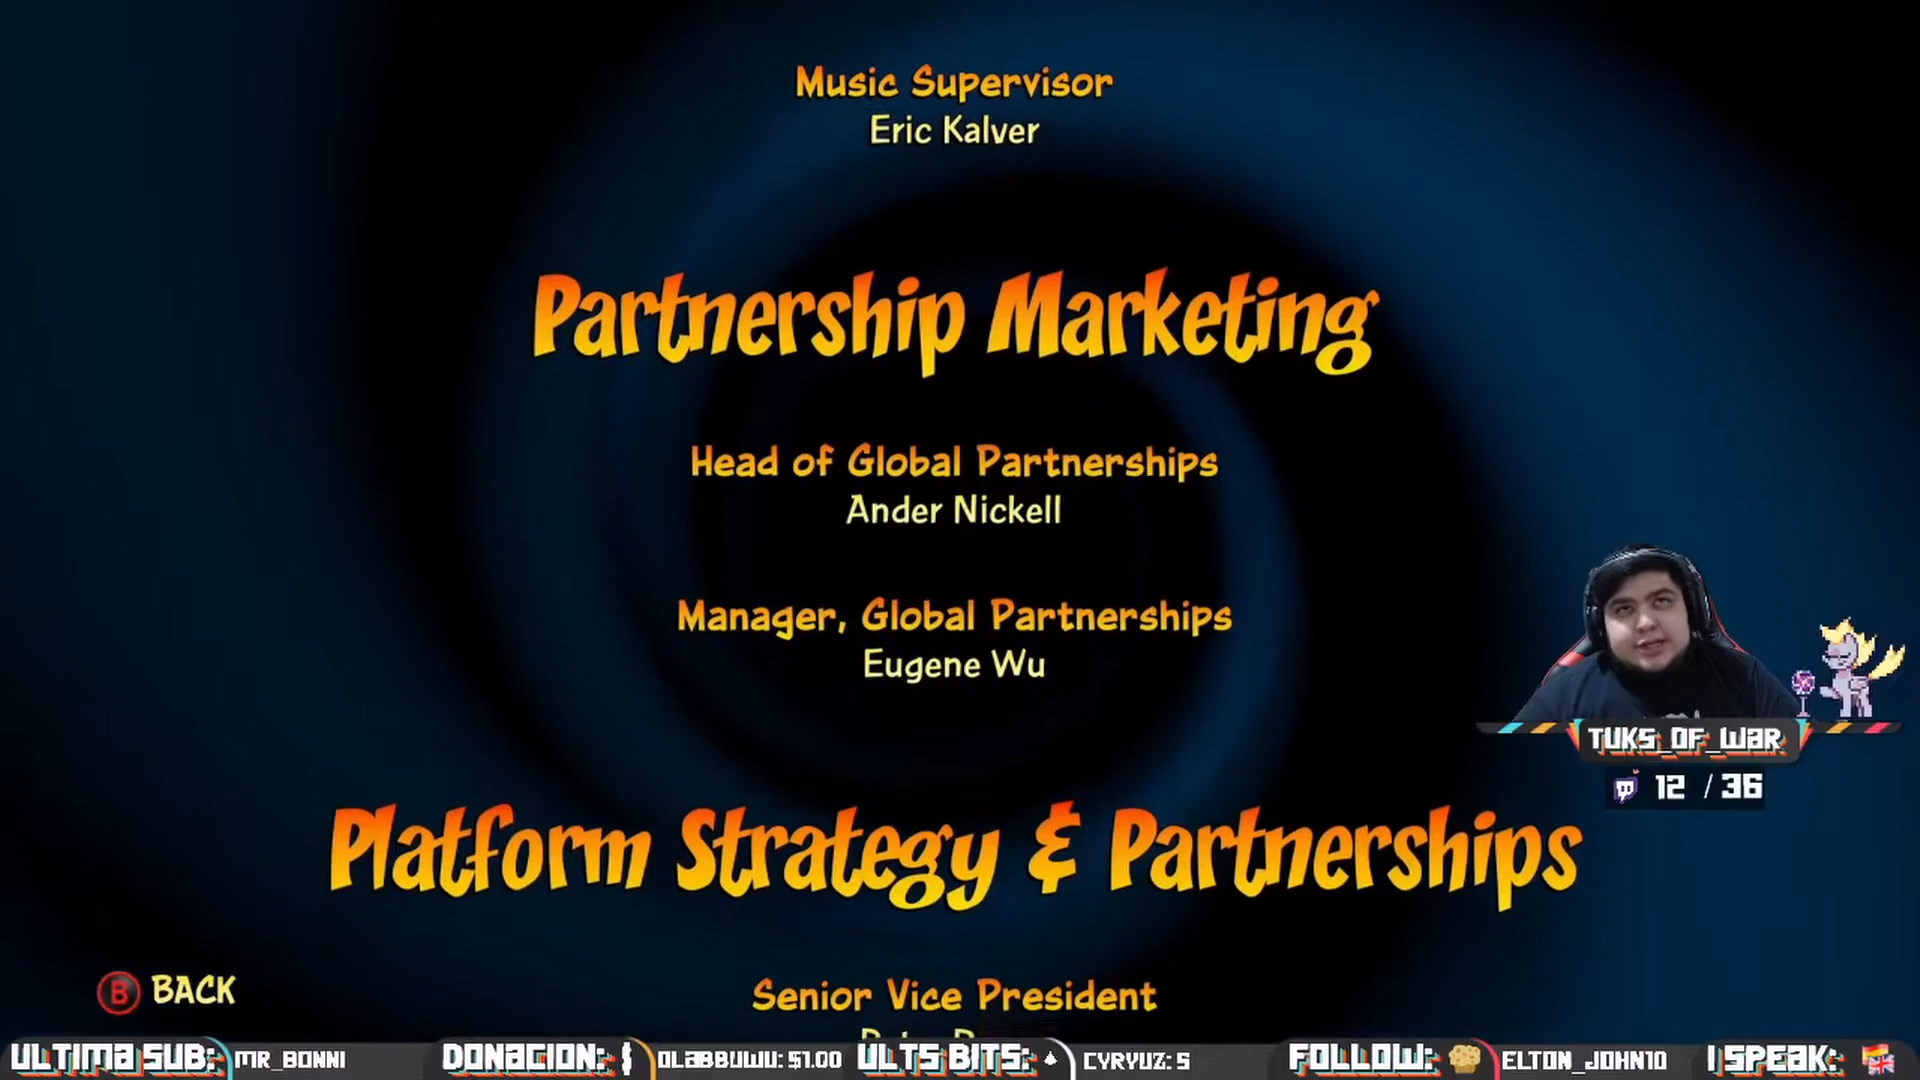 Music Supervisor
Eric Kalver
Partnership Marketing
Head of Global Partnerships
Ander Nickell
Manager, Global Partnerships
Eugene Wu
TUKS_OF_WAR
12 / 36
Platform Strategy & Partnerships
B BACK
Senior Vice President
ULTIMA SUB: MR_BONNI DONACION: OLABBUWU: $1.00 ULTS BITS: CYRYUZ: 5 FOLLOW: ELTON_JOHN10 I SPEAK: